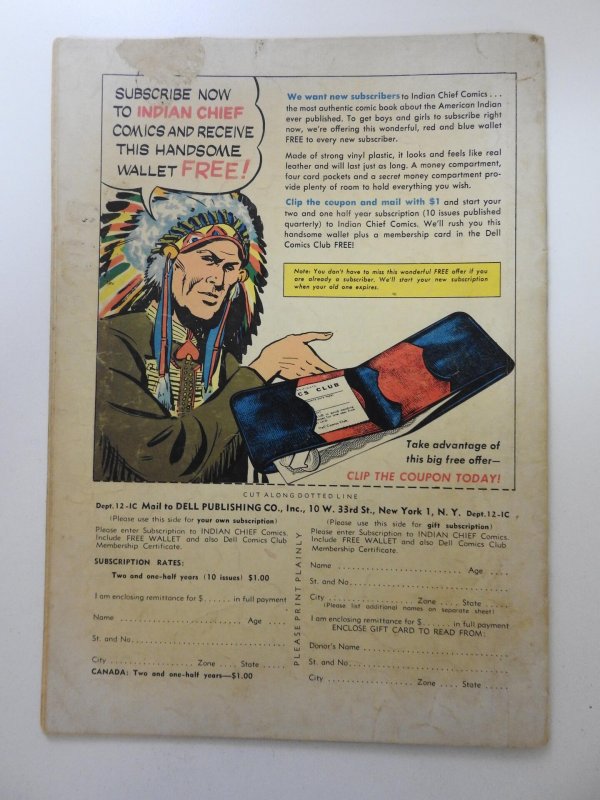 SUBSCRIBE NOW
TO INDIAN CHIEF
COMICS AND RECEIVE
THIS HANDSOME
WALLET FREE!
We want new subscribers to Indian Chief Comics . . .
the most authentic comic book about the American Indian
ever published. To get boys and girls to subscribe right
now, we're offering this wonderful, red and blue wallet
FREE to every new subscriber.
Made of strong vinyl plastic, it looks and feels like real
leather and will last just as long. A money compartment,
four card pockets and a secret money compartment pro-
vide plenty of room to hold everything you wish.
Clip the coupon and mail with $1 and start your
two and one half year subscription (10 issues published
quarterly) to Indian Chief Comics. We'll rush you this
handsome wallet plus a membership card in the Dell
Comics Club FREE!
Note: You don't have to miss this wonderful FREE offer if you
are already a subscriber. We'll start your new subscription
when your old one expires.
CS CLUB
Take advantage of
this big free offer—
CLIP THE COUPON TODAY!
CUT ALONG DOTTED LINE
Dept. 12-IC Mail to DELL PUBLISHING CO., Inc., 10 W. 33rd St., New York 1, N. Y. Dept. 12-IC
(Please use this side for your own subscription)
Please enter Subscription to INDIAN CHIEF Comics.
Include FREE WALLET and also Dell Comics Club
Membership Certificate.
SUBSCRIPTION RATES:
Two and one-half years (10 issues) $1.00
I am enclosing remittance for $ . . . . . . in full payment
Name . . . . . . . . . . . . . . . . . . . . Age . . . .
St. and No. . . . . . . . . . . . . . . . . . . . . . . .
City . . . . . . . . . . . . . . Zone . . . . State . . . . .
CANADA: Two and one-half years—$1.00
PLEASE PRINT PLAINLY
(Please use this side for gift subscription)
Please enter Subscription to INDIAN CHIEF Comics.
Include FREE WALLET and also Dell Comics Club
Membership Certificate.
Name . . . . . . . . . . . . . . . . . . . . Age . . . .
St. and No. . . . . . . . . . . . . . . . . . . . . . . .
City . . . . . . . . . . . . . . Zone . . . . State . . . . .
(Please list additional names on separate sheet)
I am enclosing remittance for $ . . . . . . in full payment
ENCLOSE GIFT CARD TO READ FROM:
Donor's Name . . . . . . . . . . . . . . . . . . . .
St. and No. . . . . . . . . . . . . . . . . . . . . . . .
City . . . . . . . . . . . . . . Zone . . . . State . . . . .